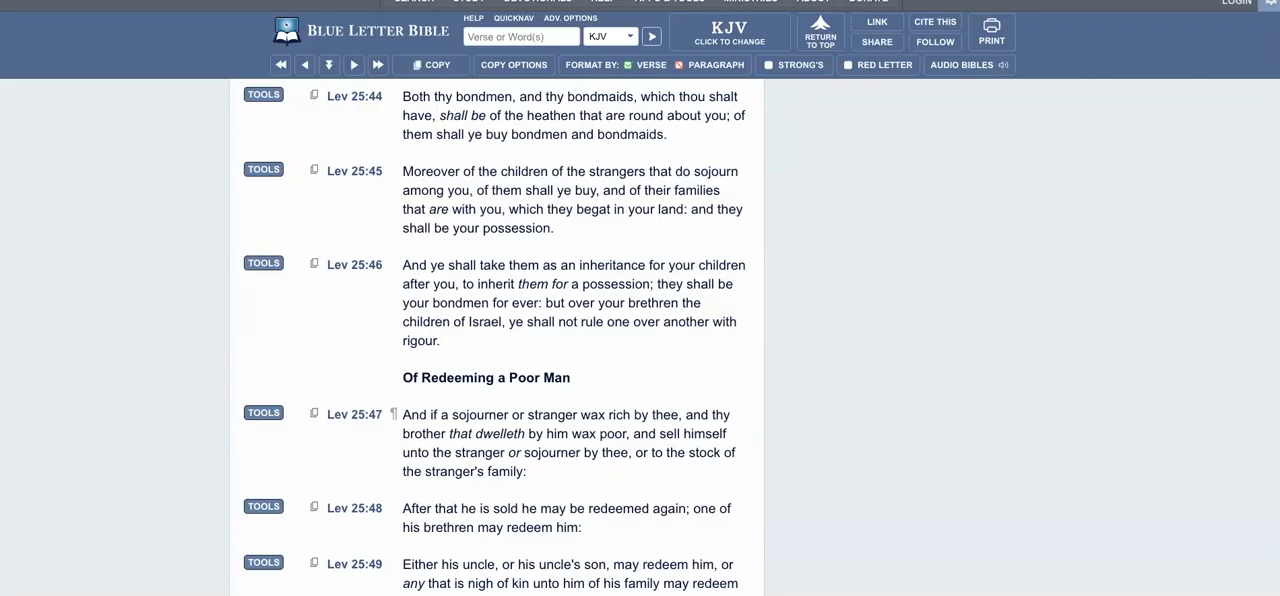 SEARCH STUDY DEVOTIONALS HELP APPS & TOOLS MINISTRIES ABOUT DONATE LOGIN
BLUE LETTER BIBLE
HELP QUICKNAV ADV. OPTIONS
Verse or Word(s) KJV
KJV
CLICK TO CHANGE
RETURN
TO TOP
LINK CITE THIS
SHARE FOLLOW
PRINT
COPY COPY OPTIONS FORMAT BY: VERSE PARAGRAPH STRONG'S RED LETTER AUDIO BIBLES
TOOLS Lev 25:44 Both thy bondmen, and thy bondmaids, which thou shalt
have, shall be of the heathen that are round about you; of
them shall ye buy bondmen and bondmaids.
TOOLS Lev 25:45 Moreover of the children of the strangers that do sojourn
among you, of them shall ye buy, and of their families
that are with you, which they begat in your land: and they
shall be your possession.
TOOLS Lev 25:46 And ye shall take them as an inheritance for your children
after you, to inherit them for a possession; they shall be
your bondmen for ever: but over your brethren the
children of Israel, ye shall not rule one over another with
rigour.
Of Redeeming a Poor Man
TOOLS Lev 25:47 ¶ And if a sojourner or stranger wax rich by thee, and thy
brother that dwelleth by him wax poor, and sell himself
unto the stranger or sojourner by thee, or to the stock of
the stranger's family:
TOOLS Lev 25:48 After that he is sold he may be redeemed again; one of
his brethren may redeem him:
TOOLS Lev 25:49 Either his uncle, or his uncle's son, may redeem him, or
any that is nigh of kin unto him of his family may redeem